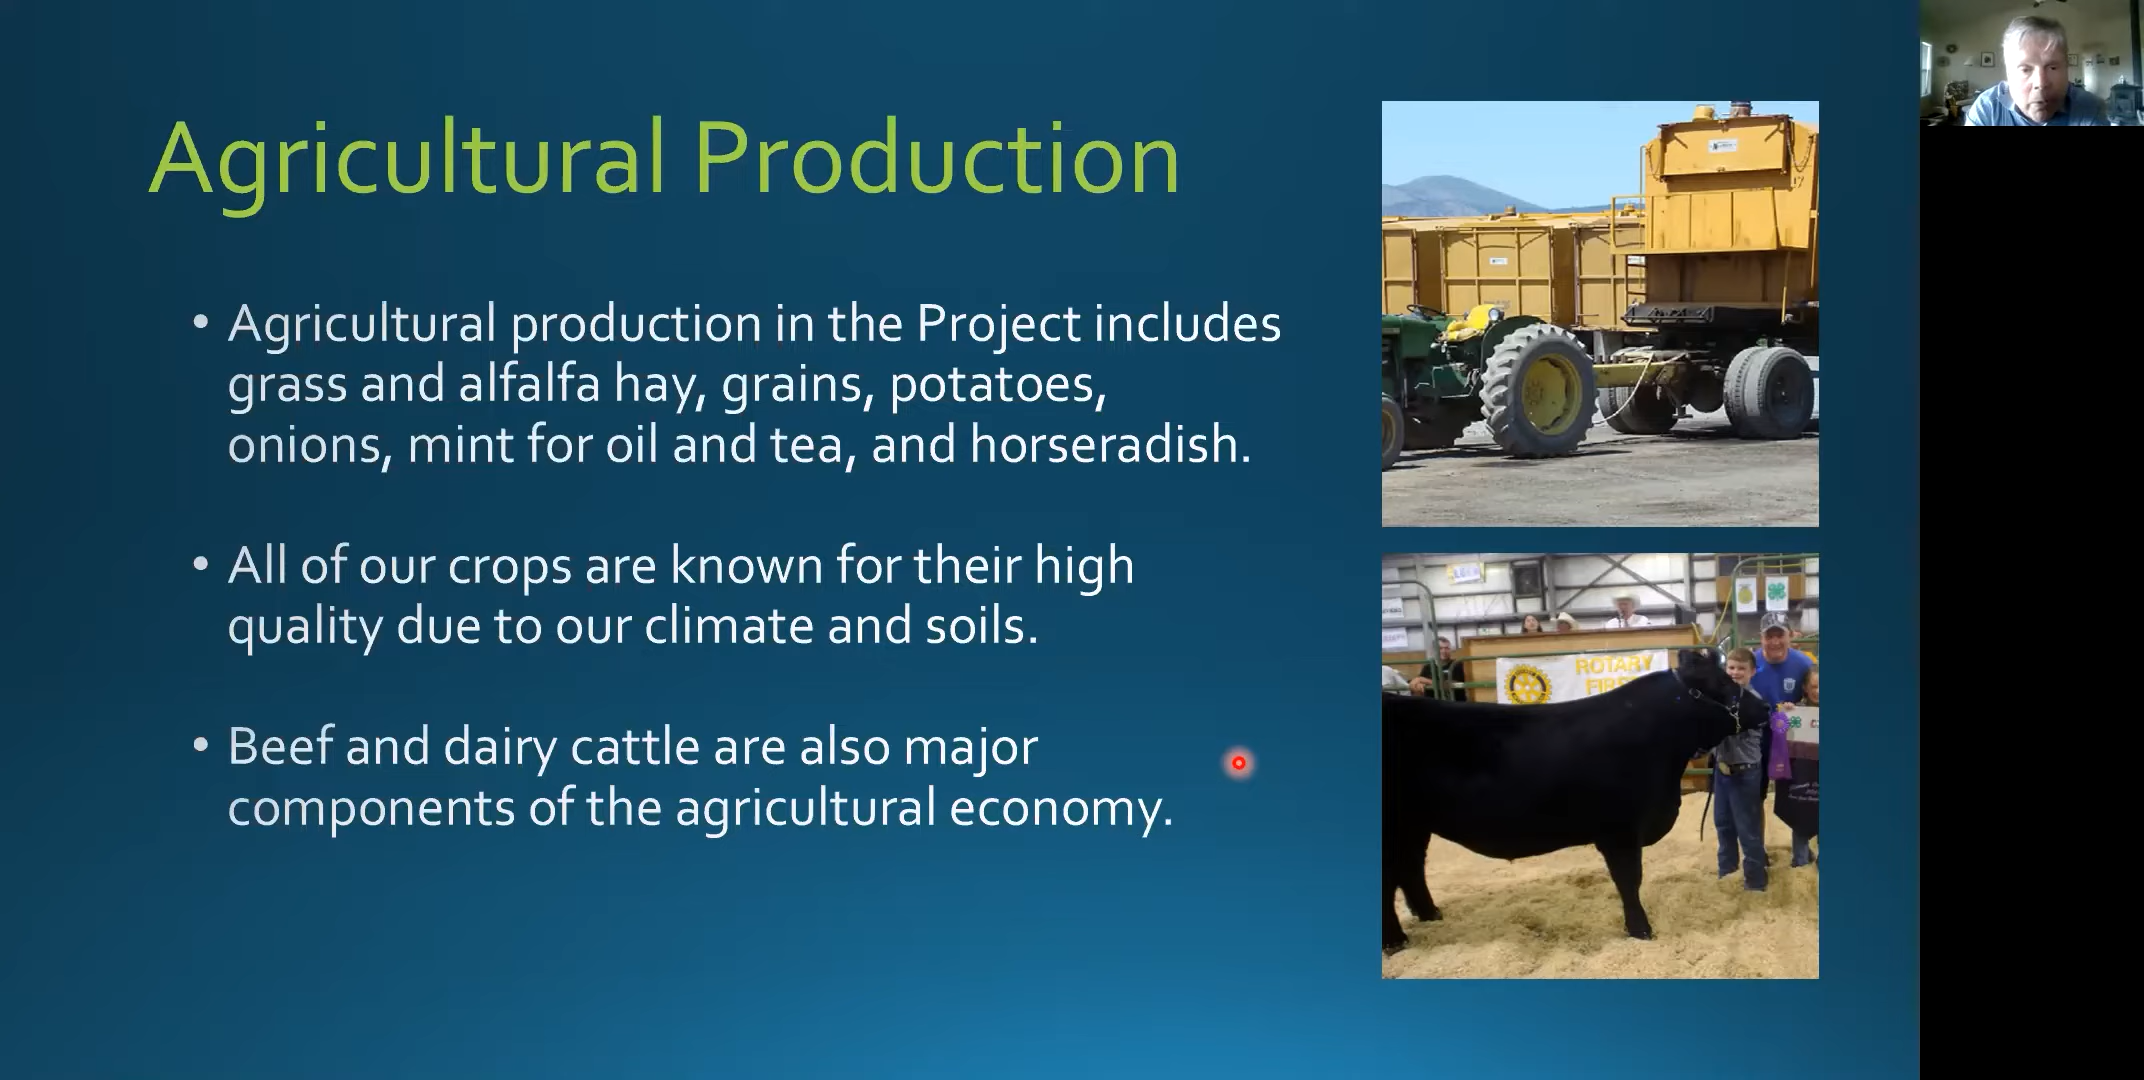 Agricultural Production
• Agricultural production in the Project includes
grass and alfalfa hay, grains, potatoes,
onions, mint for oil and tea, and horseradish.
• All of our crops are known for their high
quality due to our climate and soils.
• Beef and dairy cattle are also major
components of the agricultural economy.
ROTARY